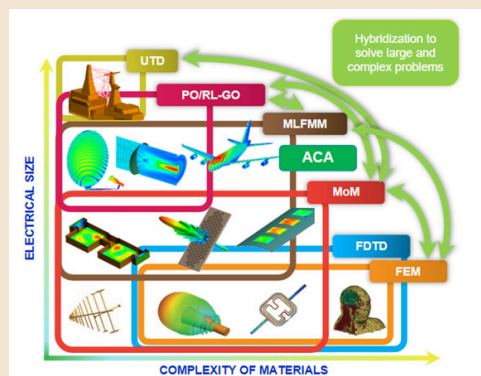 Hybridization to
solve large and
complex problems
UTD
PO/RL-GO
MLFMM
ACA
MoM
FDTD
FEM
ELECTRICAL SIZE
COMPLEXITY OF MATERIALS